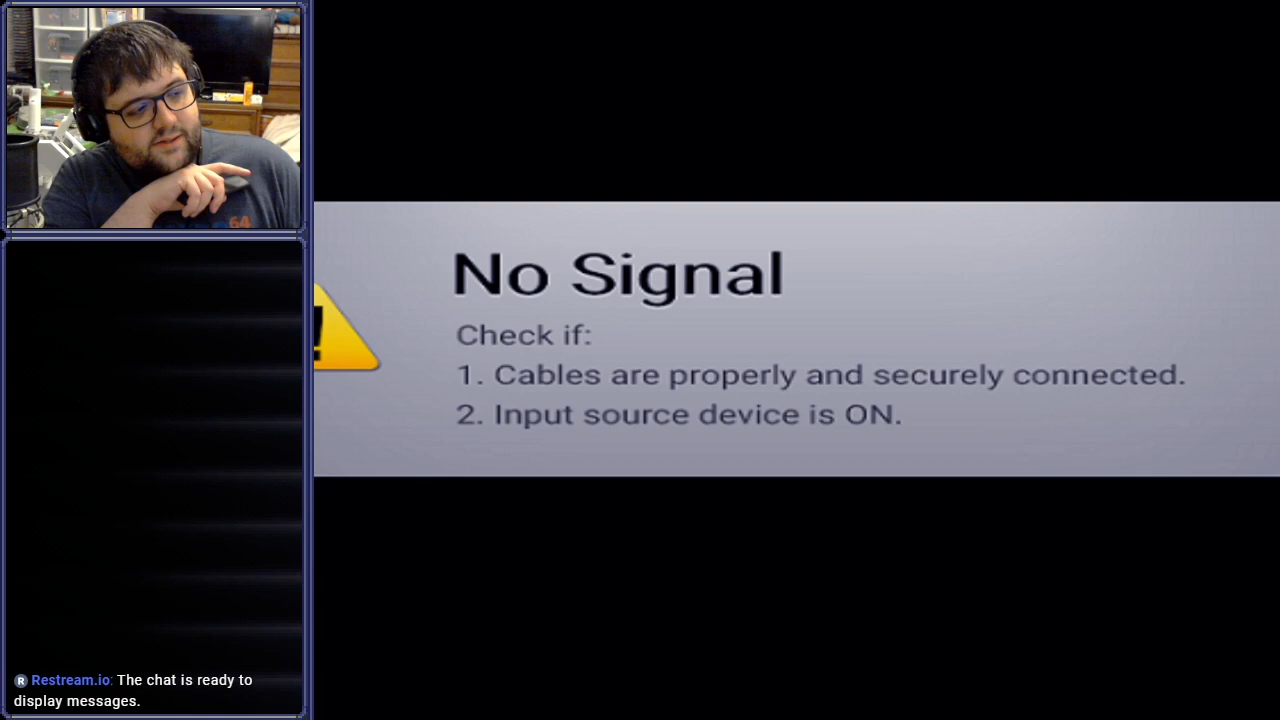 64
No Signal
Check if:
1. Cables are properly and securely connected.
2. Input source device is ON.
Restream.io: The chat is ready to
display messages.